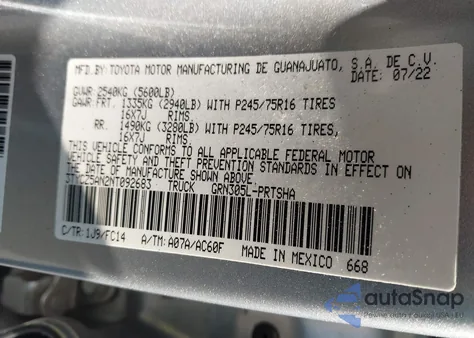 MFD.BY:TOYOTA MOTOR MANUFACTURING DE GUANAJUATO, S.A. DE C.V.
DATE: 07/22
GVWR: 2540KG (5600LB)
GAWR: FRT. 1335KG (2940LB) WITH P245/75R16 TIRES
16X7J RIMS,
RR. 1490KG (3280LB) WITH P245/75R16 TIRES
16X7J RIMS,
THIS VEHICLE CONFORMS TO ALL APPLICABLE FEDERAL MOTOR
VEHICLE SAFETY AND THEFT PREVENTION STANDARDS IN EFFECT ON
THE DATE OF MANUFACTURE SHOWN ABOVE.
TRUCK GRN305L-PRTSHA
C/TR: 1J9/FC14 A/TM: A07A/AC60F MADE IN MEXICO 668
autoSnap